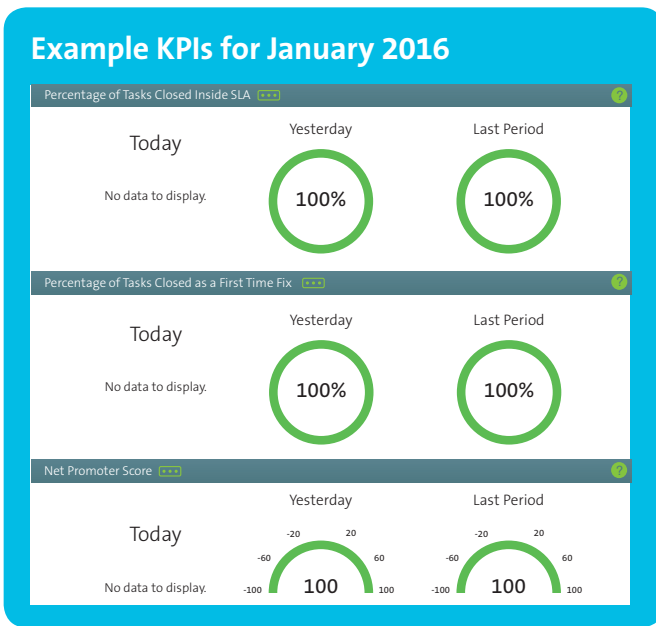 Example KPIs for January 2016
Percentage of Tasks Closed Inside SLA
?
Yesterday
Last Period
Today
No data to display.
100%
100%
Percentage of Tasks Closed as a First Time Fix
?
Yesterday
Last Period
Today
No data to display.
100%
100%
Net Promoter Score
?
Yesterday
Last Period
Today
-20 20
-20 20
-60 60
-60 60
No data to display.
-100 100 100
-100 100 100